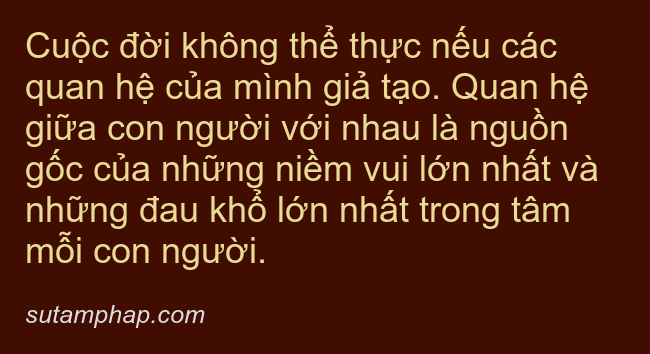 Cuộc đời không thể thực nếu các
quan hệ của mình giả tạo. Quan hệ
giữa con người với nhau là nguồn
gốc của những niềm vui lớn nhất và
những đau khổ lớn nhất trong tâm
mỗi con người.
sutamphap.com